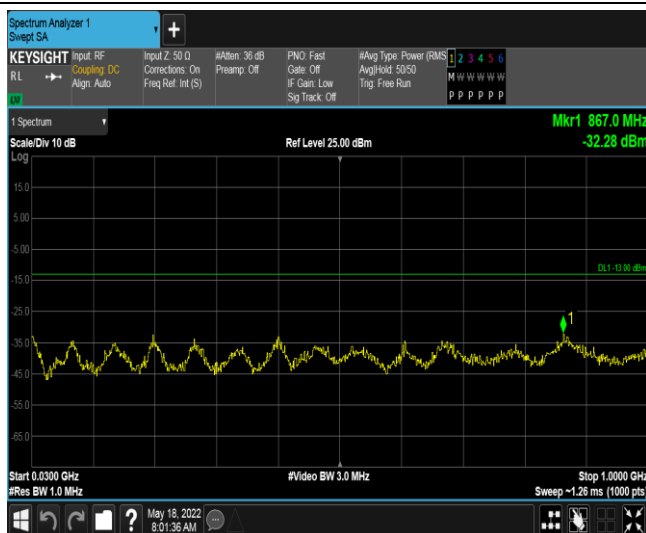 Spectrum Analyzer 1
Swept SA
+
KEYSIGHT Input: RF Input Z: 50 Ω #Atten: 36 dB PNO: Fast #Avg Type: Power (RMS 1 2 3 4 5 6
RL Coupling: DC Corrections: On Preamp: Off Gate: Off Avg|Hold: 50/50 M W W W W W
Align: Auto Freq Ref: Int (S) IF Gain: Low Trig: Free Run
Sig Track: Off P P P P P P
1 Spectrum Mkr1 867.0 MHz
Scale/Div 10 dB Ref Level 25.00 dBm -32.28 dBm
Log
15.0
5.00
-5.00
DL1 -13.00 dBm
-15.0
-25.0
1
-35.0
-45.0
-55.0
-65.0
Start 0.0300 GHz #Video BW 3.0 MHz Stop 1.0000 GHz
#Res BW 1.0 MHz Sweep ~1.26 ms (1000 pts)
? May 18, 2022
8:01:36 AM